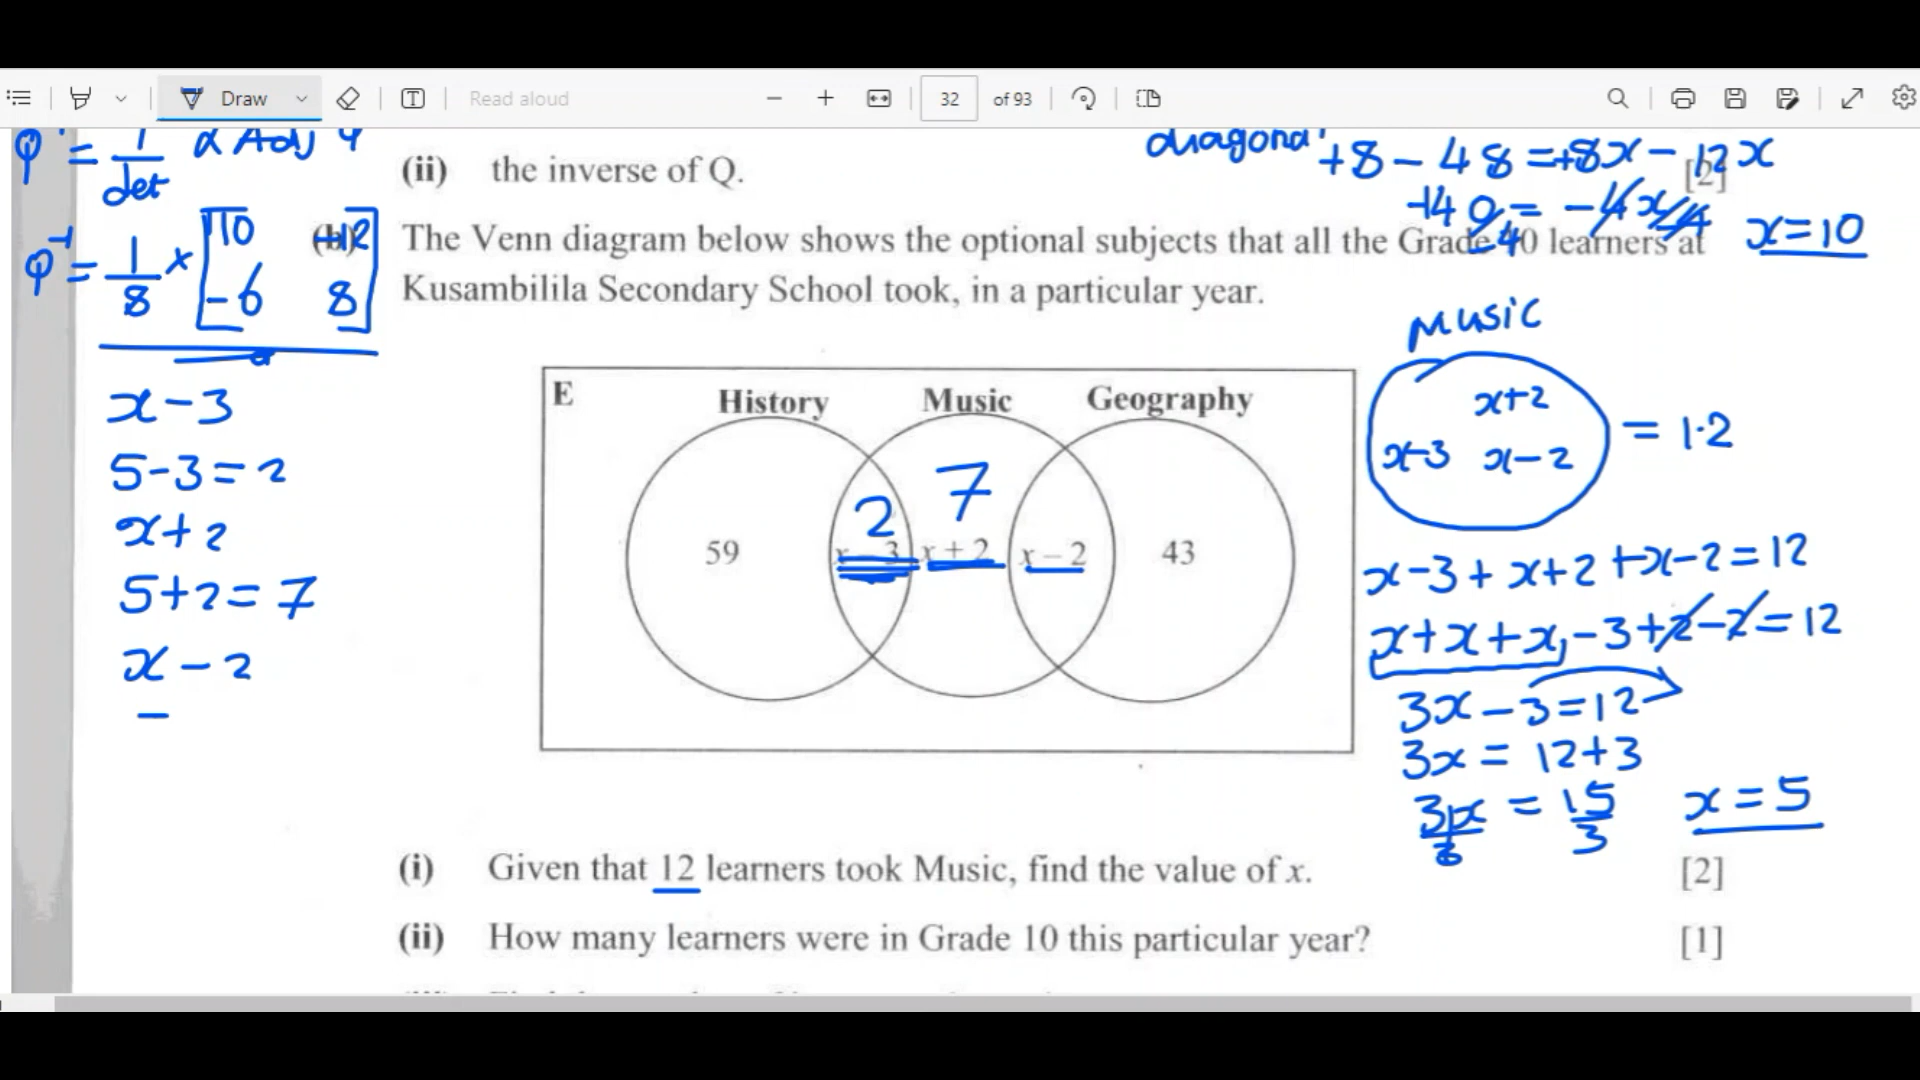 Draw
Read aloud
32 of 93
(ii) the inverse of Q. [2]
(b) The Venn diagram below shows the optional subjects that all the Grade 10 learners at
Kusambilila Secondary School took, in a particular year.
E
History Music Geography
2 7
59 x – 3 x + 2 x – 2 43
(i) Given that 12 learners took Music, find the value of x. [2]
(ii) How many learners were in Grade 10 this particular year? [1]
= 1/det x Adj
Q⁻¹ = 1/8 x [10 -12
-6 8]
x-3
5-3=2
x+2
5+2=7
x-2
+8-48=+8x-12x
-40 = -4x
x=10
Music
x+2
x-3 x-2 = 12
x-3+x+2+x-2=12
x+x+x,-3+2-2=12
3x-3=12
3x = 12+3
3x/3 = 15/3
x=5